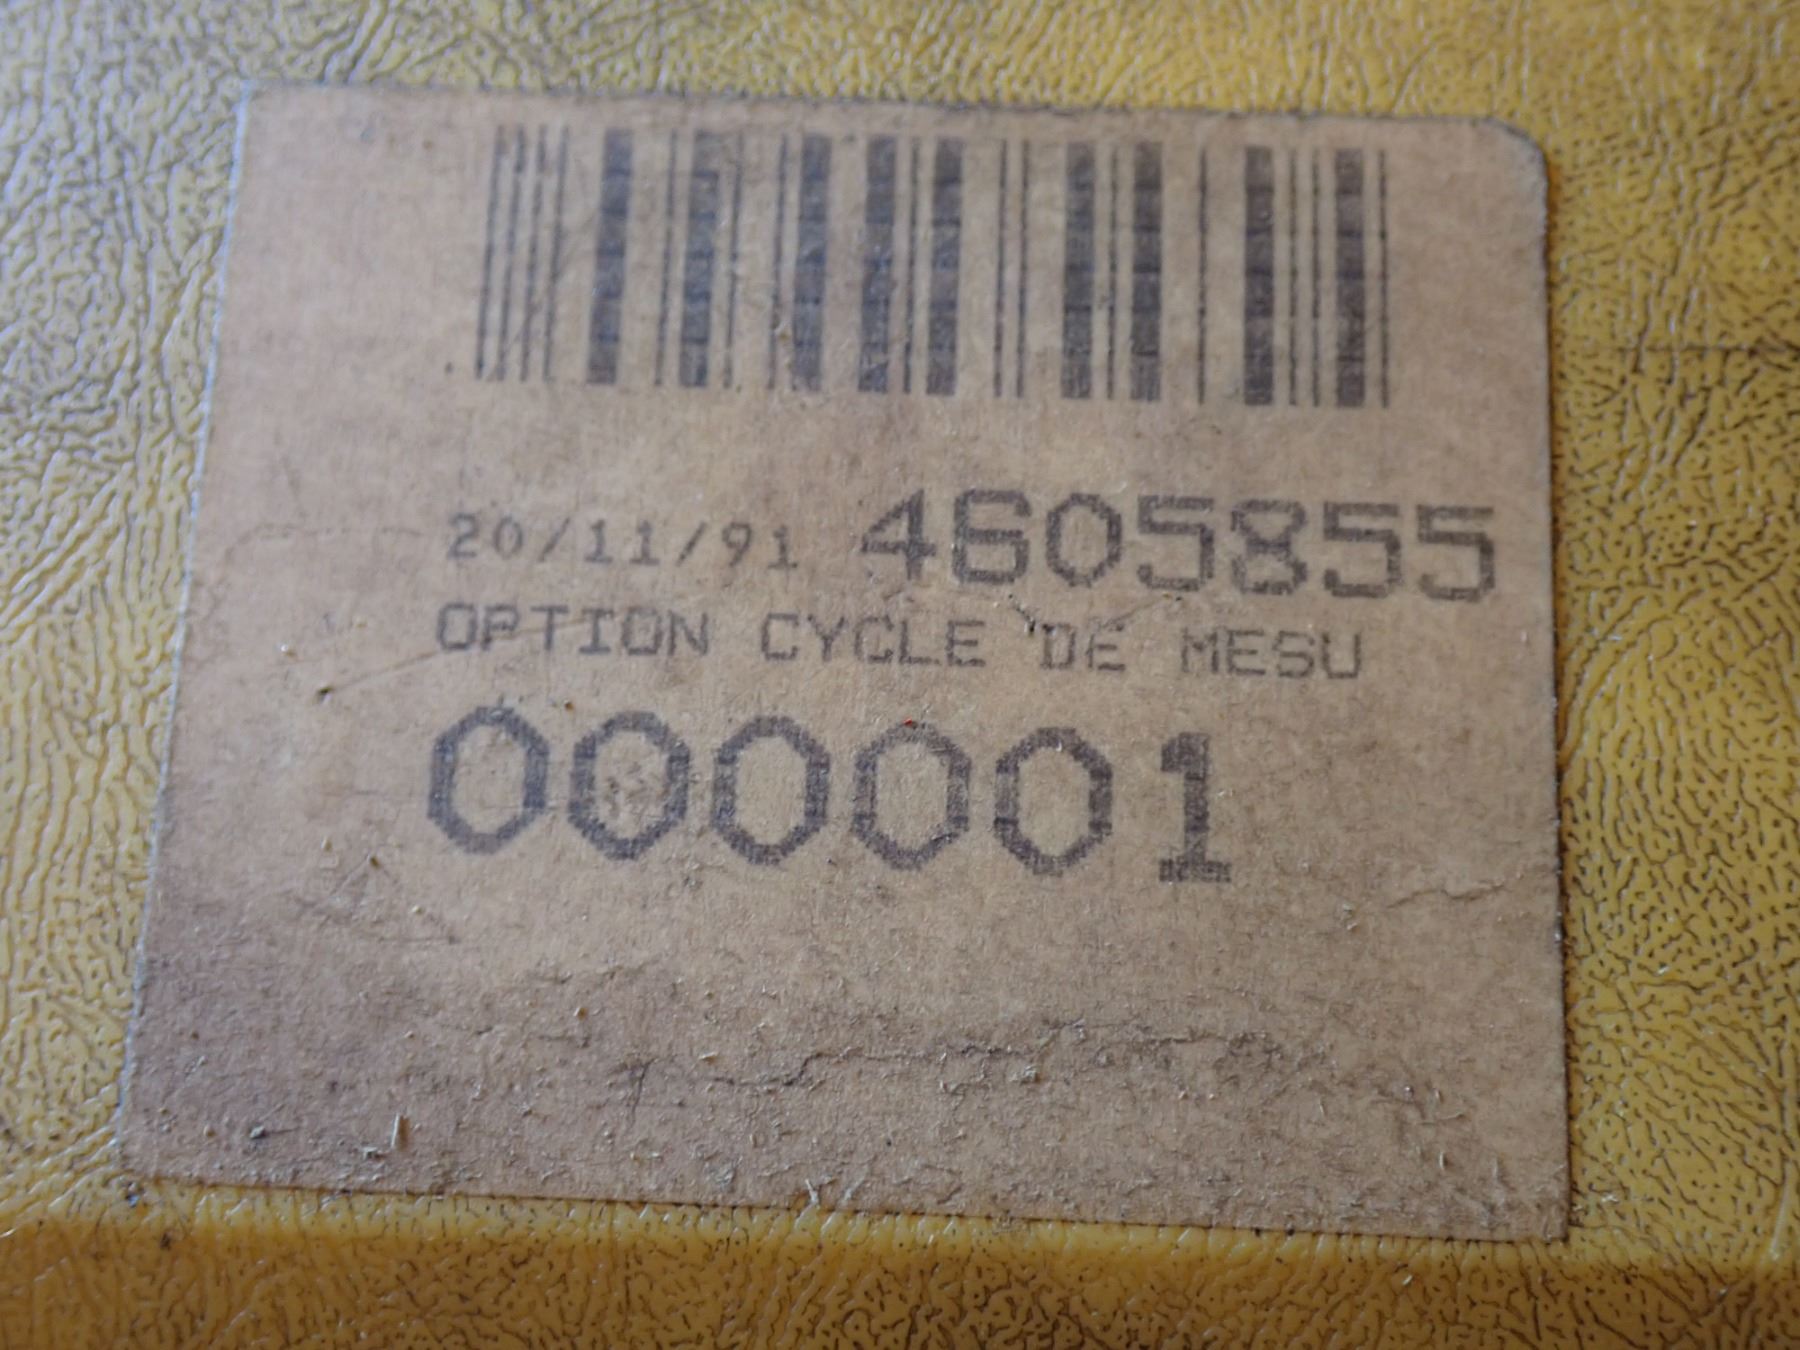 20/11/91 4605855
OPTION CYCLE DE MESU
000001